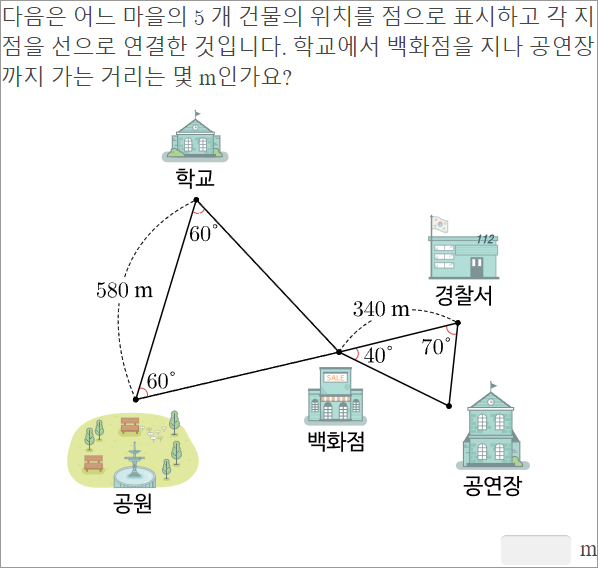 다음은 어느 마을의 5 개 건물의 위치를 점으로 표시하고 각 지
점을 선으로 연결한 것입니다. 학교에서 백화점을 지나 공연장
까지 가는 거리는 몇 m인가요?
학교
60°
112
경찰서
580 m
340 m
70°
40°
60°
SALE
백화점
공연장
공원
m